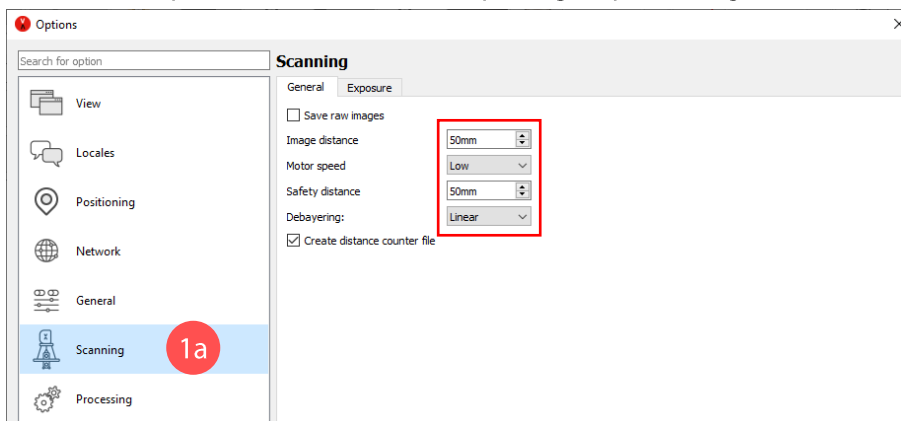 Options
Search for option
Scanning
General Exposure
View
Save raw images
Image distance 50mm
Locales
Motor speed Low
Safety distance 50mm
Positioning
Debayering: Linear
Create distance counter file
Network
General
Scanning 1a
Processing